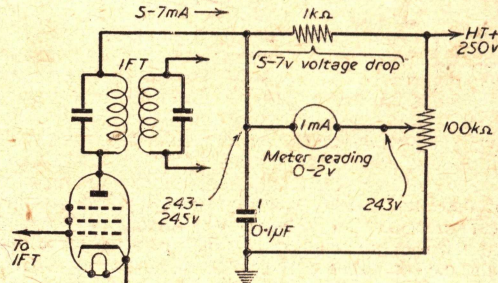 5-7mA →
1kΩ
HT+
250v
IFT
5-7v voltage drop
1mA
100kΩ
Meter reading
0-2v
243-
245v
243v
0·1μF
To
IFT